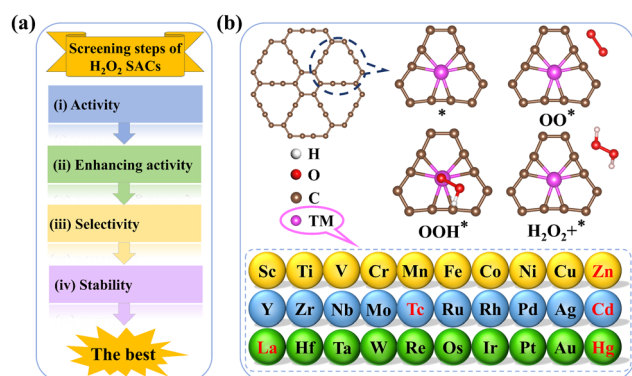 (a)
Screening steps of
H₂O₂ SACs
(i) Activity
(ii) Enhancing activity
(iii) Selectivity
(iv) Stability
The best
(b)
*
OO*
H
O
C
TM
OOH*
H₂O₂+*
Sc Ti V Cr Mn Fe Co Ni Cu Zn
Y Zr Nb Mo Tc Ru Rh Pd Ag Cd
La Hf Ta W Re Os Ir Pt Au Hg